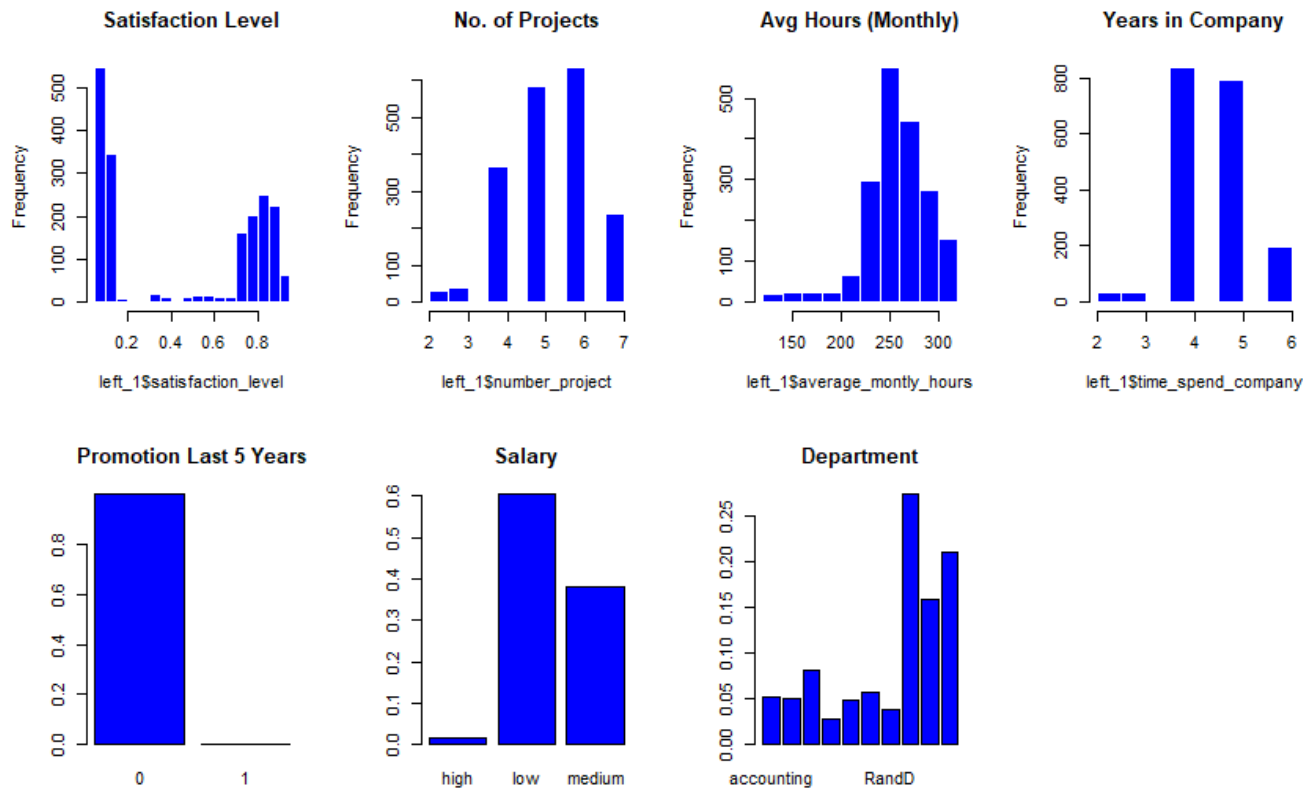 Satisfaction Level
Frequency
0 100 200 300 400 500
0.2 0.4 0.6 0.8
left_1$satisfaction_level
No. of Projects
Frequency
0 100 300 500
2 3 4 5 6 7
left_1$number_project
Avg Hours (Monthly)
Frequency
0 100 300 500
150 200 250 300
left_1$average_montly_hours
Years in Company
Frequency
0 200 400 600 800
2 3 4 5 6
left_1$time_spend_company
Promotion Last 5 Years
0.0 0.2 0.4 0.6 0.8
0 1
Salary
0.0 0.1 0.2 0.3 0.4 0.5 0.6
high low medium
Department
0.00 0.05 0.10 0.15 0.20 0.25
accounting RandD